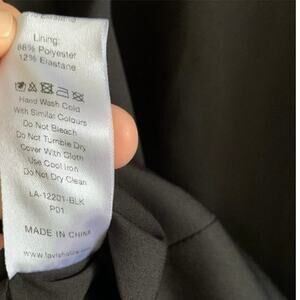 Lining:
88% Polyester
12% Elastane
Hand Wash Cold
With Similar Colours
Do Not Bleach
Do Not Tumble Dry
Cover With Cloth
Use Cool Iron
Do Not Dry Clean
LA-12201-BLK
P01
MADE IN CHINA